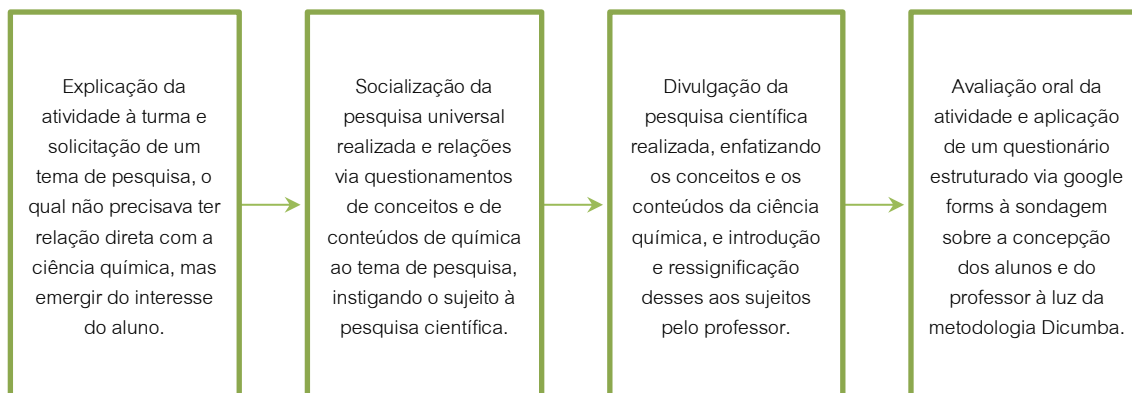 Explicação da
atividade à turma e
solicitação de um
tema de pesquisa, o
qual não precisava ter
relação direta com a
ciência química, mas
emergir do interesse
do aluno.
Socialização da
pesquisa universal
realizada e relações
via questionamentos
de conceitos e de
conteúdos de química
ao tema de pesquisa,
instigando o sujeito à
pesquisa científica.
Divulgação da
pesquisa científica
realizada, enfatizando
os conceitos e os
conteúdos da ciência
química, e introdução
e ressignificação
desses aos sujeitos
pelo professor.
Avaliação oral da
atividade e aplicação
de um questionário
estruturado via google
forms à sondagem
sobre a concepção
dos alunos e do
professor à luz da
metodologia Dicumba.